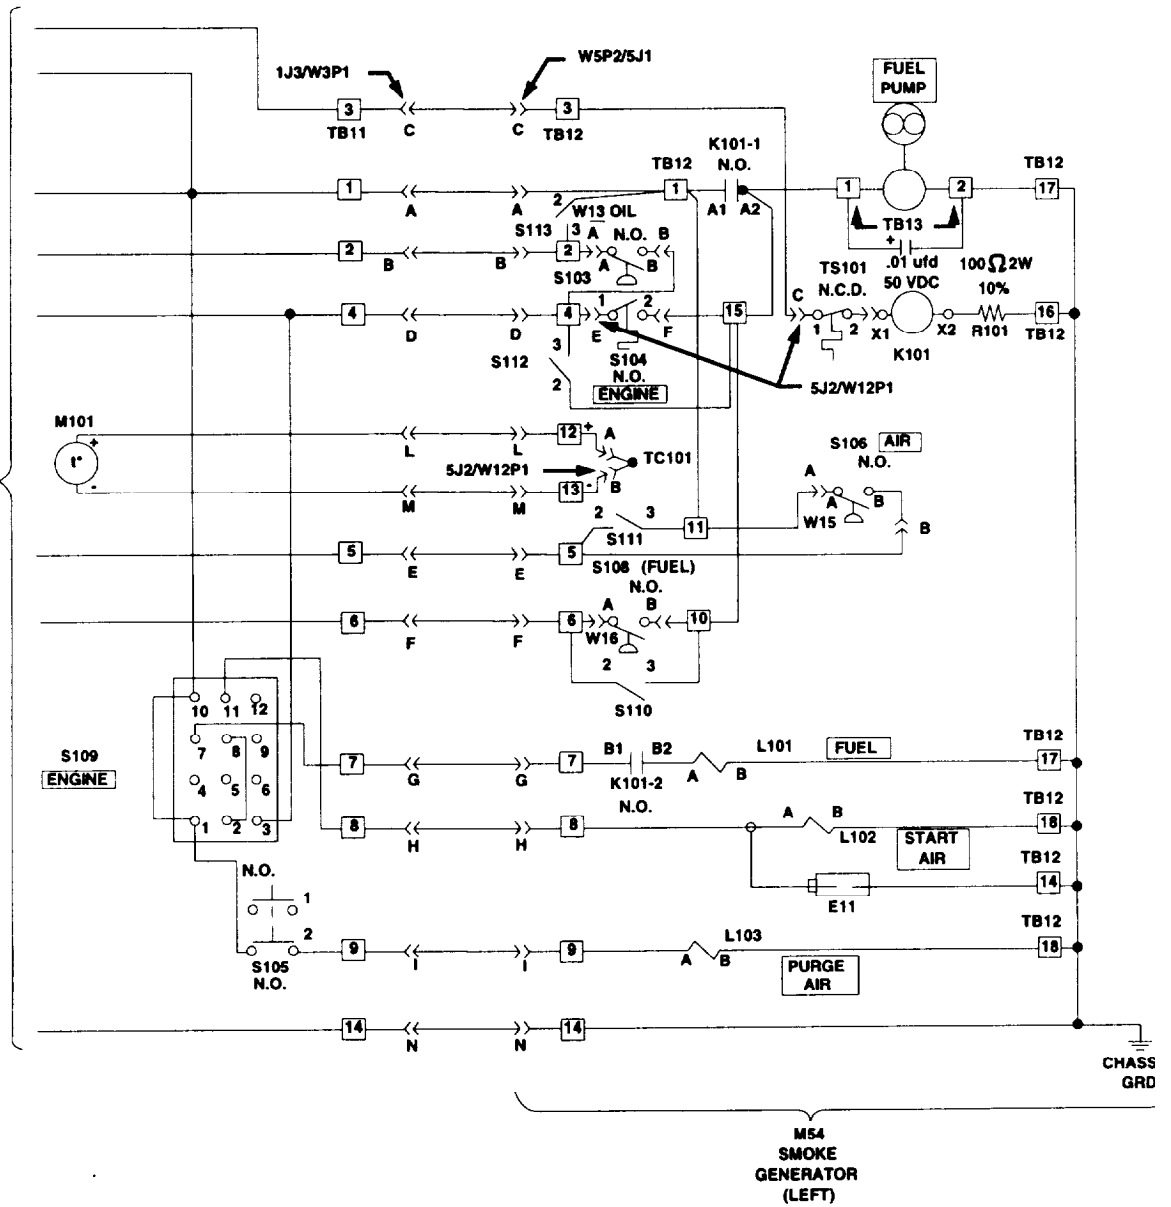 W5P2/5J1
1J3/W3P1
FUEL
PUMP
3
C
C
3
TB11
TB12
K101-1
N.O.
TB12
TB12
1
A
A
1
A1
A2
1
2
17
TB13
+
.01 ufd
50 VDC
2
S113
3
W13 OIL
A
N.O.
B
2
B
B
2
A
B
S103
TS101
N.C.D.
100 Ω 2W
10%
C
4
D
D
4
1
2
E
F
15
1
2
X1
X2
K101
R101
16
TB12
3
S112
2
S104
N.O.
ENGINE
5J2/W12P1
M101
+
t°
-
L
L
12
+
A
TC101
5J2/W12P1
M
M
13
-
B
S106
AIR
N.O.
A
A
B
W15
B
2
3
S111
11
5
E
E
5
S108 (FUEL)
N.O.
6
F
F
6
A
B
W16
10
2
3
S110
S109
ENGINE
10
11
12
7
8
9
4
5
6
1
2
3
7
G
G
7
B1
B2
K101-2
N.O.
A
B
L101
FUEL
TB12
17
8
H
H
8
A
B
L102
START
AIR
TB12
18
E11
TB12
14
N.O.
1
2
S105
N.O.
9
I
I
9
A
B
L103
PURGE
AIR
TB12
18
14
N
N
14
CHASS
GRD
M54
SMOKE
GENERATOR
(LEFT)